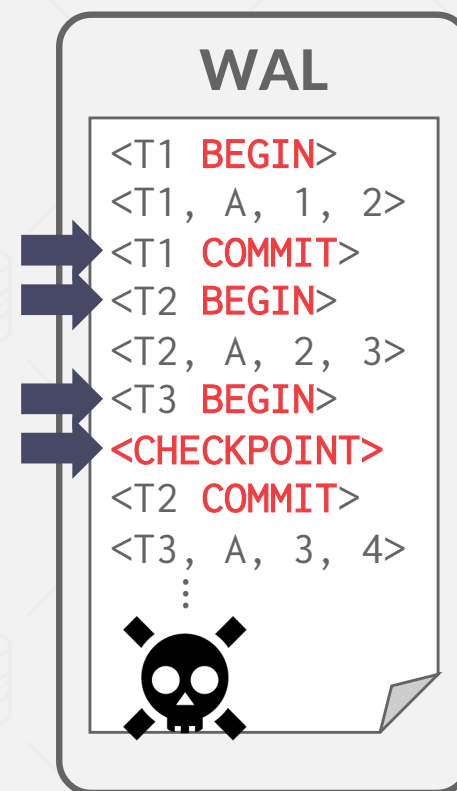 WAL
<T1 BEGIN>
<T1, A, 1, 2>
<T1 COMMIT>
<T2 BEGIN>
<T2, A, 2, 3>
<T3 BEGIN>
<CHECKPOINT>
<T2 COMMIT>
<T3, A, 3, 4>
⋮